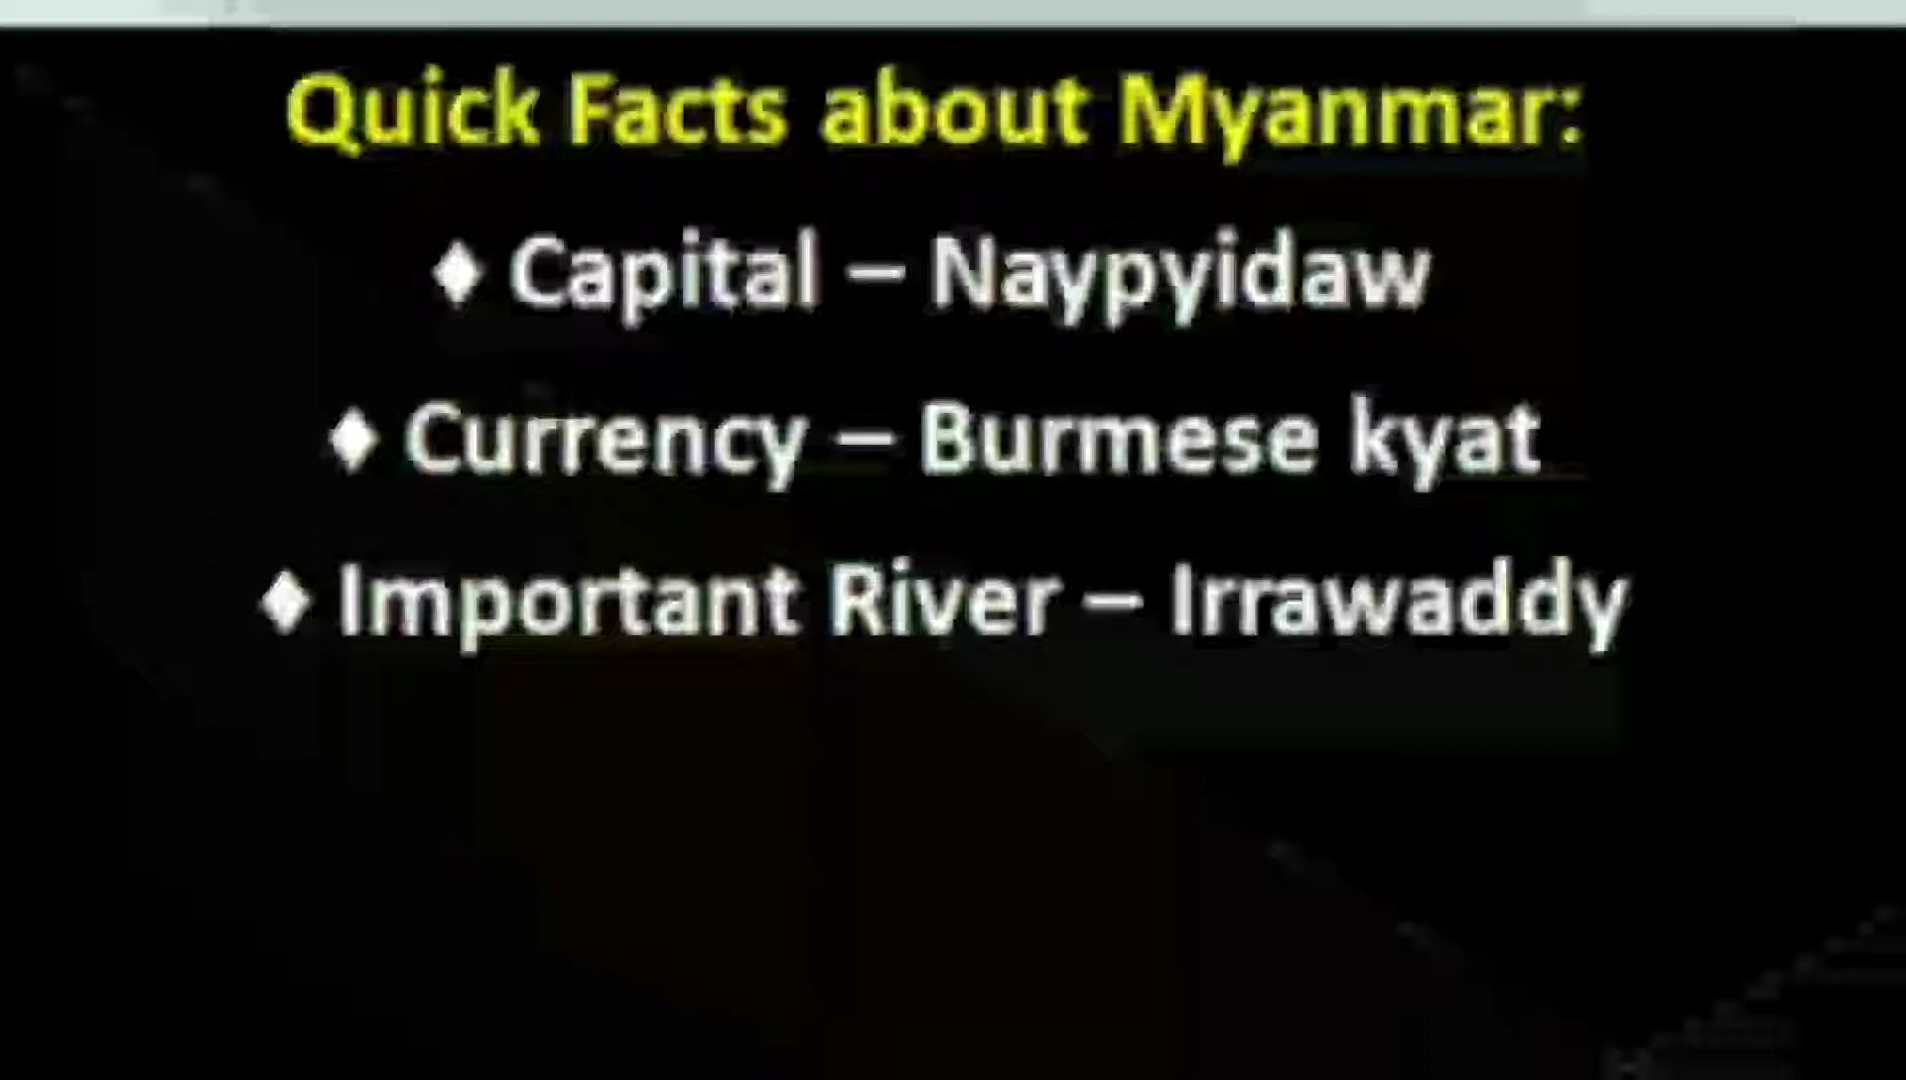 Quick Facts about Myanmar:
♦ Capital – Naypyidaw
♦ Currency – Burmese kyat
♦ Important River – Irrawaddy